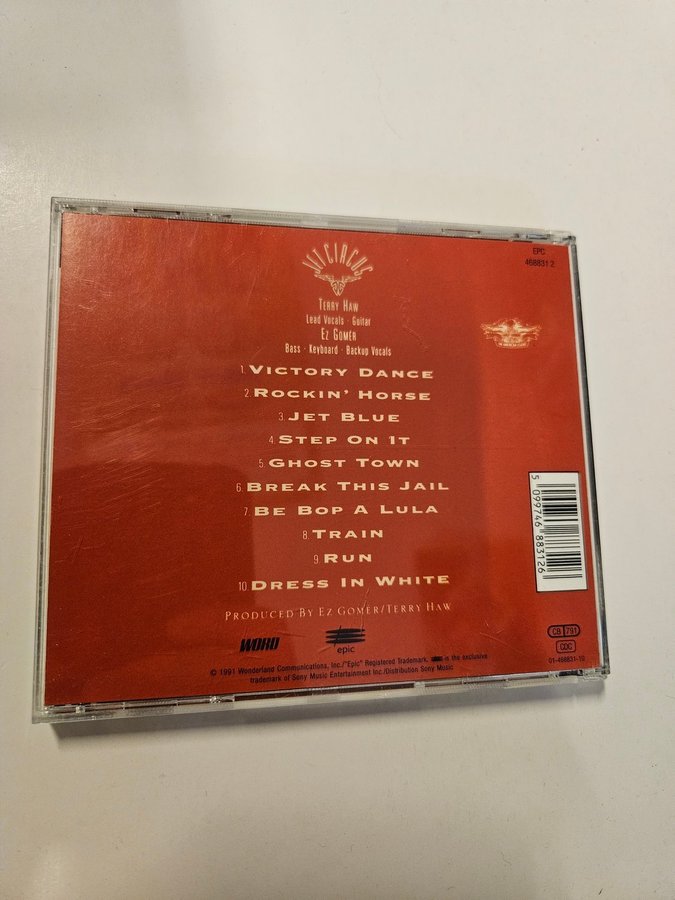 JET CIRCUS
TERRY HAW
Lead Vocals · Guitar
EZ GOMÉR
Bass · Keyboard · Backup Vocals
EPC
468831 2
1. VICTORY DANCE
2. ROCKIN' HORSE
3. JET BLUE
4. STEP ON IT
5. GHOST TOWN
6. BREAK THIS JAIL
7. BE BOP A LULA
8. TRAIN
9. RUN
10. DRESS IN WHITE
PRODUCED BY EZ GOMÉR/TERRY HAW
5 099746 883126
WORD
epic
CB 791
CDC
01-468831-10
© 1991 Wonderland Communications, Inc./"Epic" Registered Trademark, is the exclusive
trademark of Sony Music Entertainment Inc./Distribution Sony Music